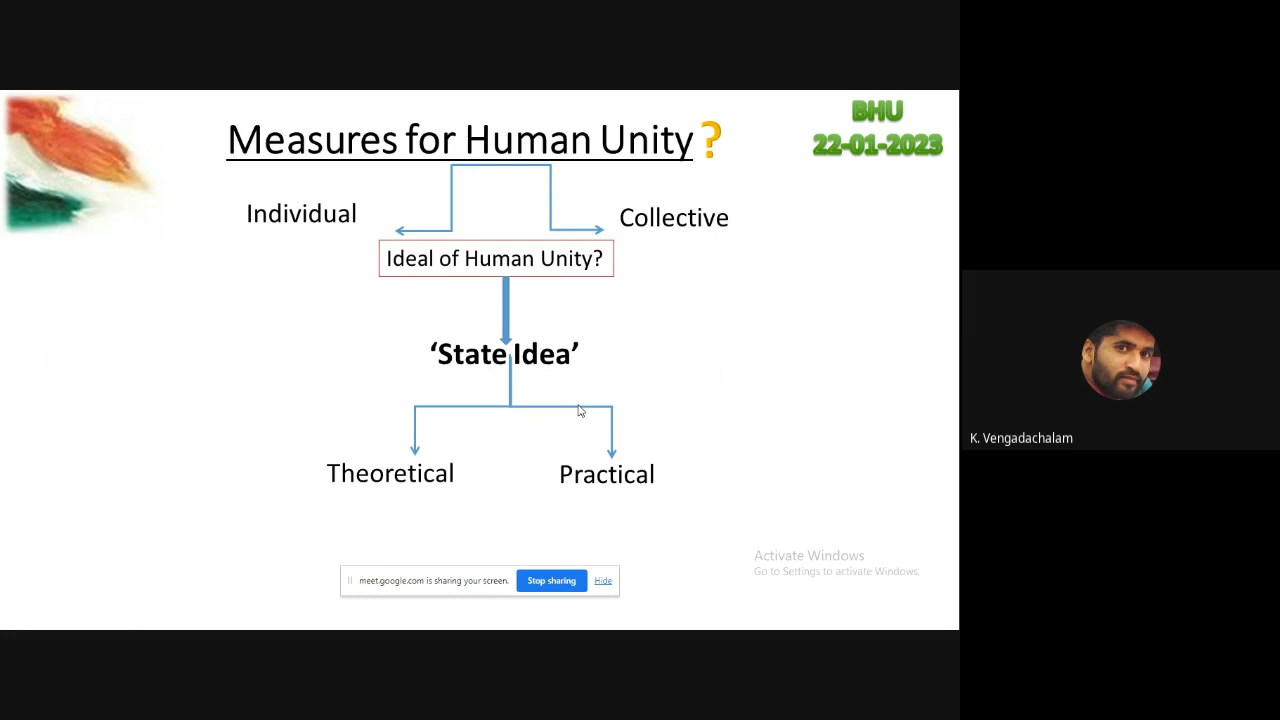 Measures for Human Unity?
BHU
22-01-2023
Individual
Collective
Ideal of Human Unity?
‘State Idea’
Theoretical
Practical
K. Vengadachalam
Activate Windows
Go to Settings to activate Windows.
meet.google.com is sharing your screen.
Stop sharing
Hide